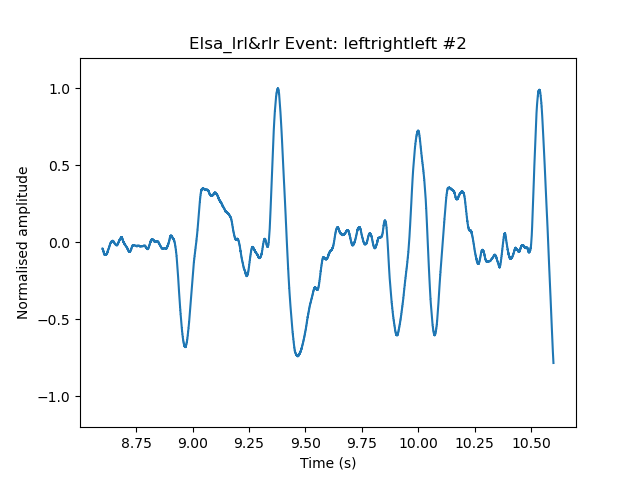 Elsa_lrl&rlr Event: leftrightleft #2
Normalised amplitude
1.0
0.5
0.0
−0.5
−1.0
8.75 9.00 9.25 9.50 9.75 10.00 10.25 10.50
Time (s)